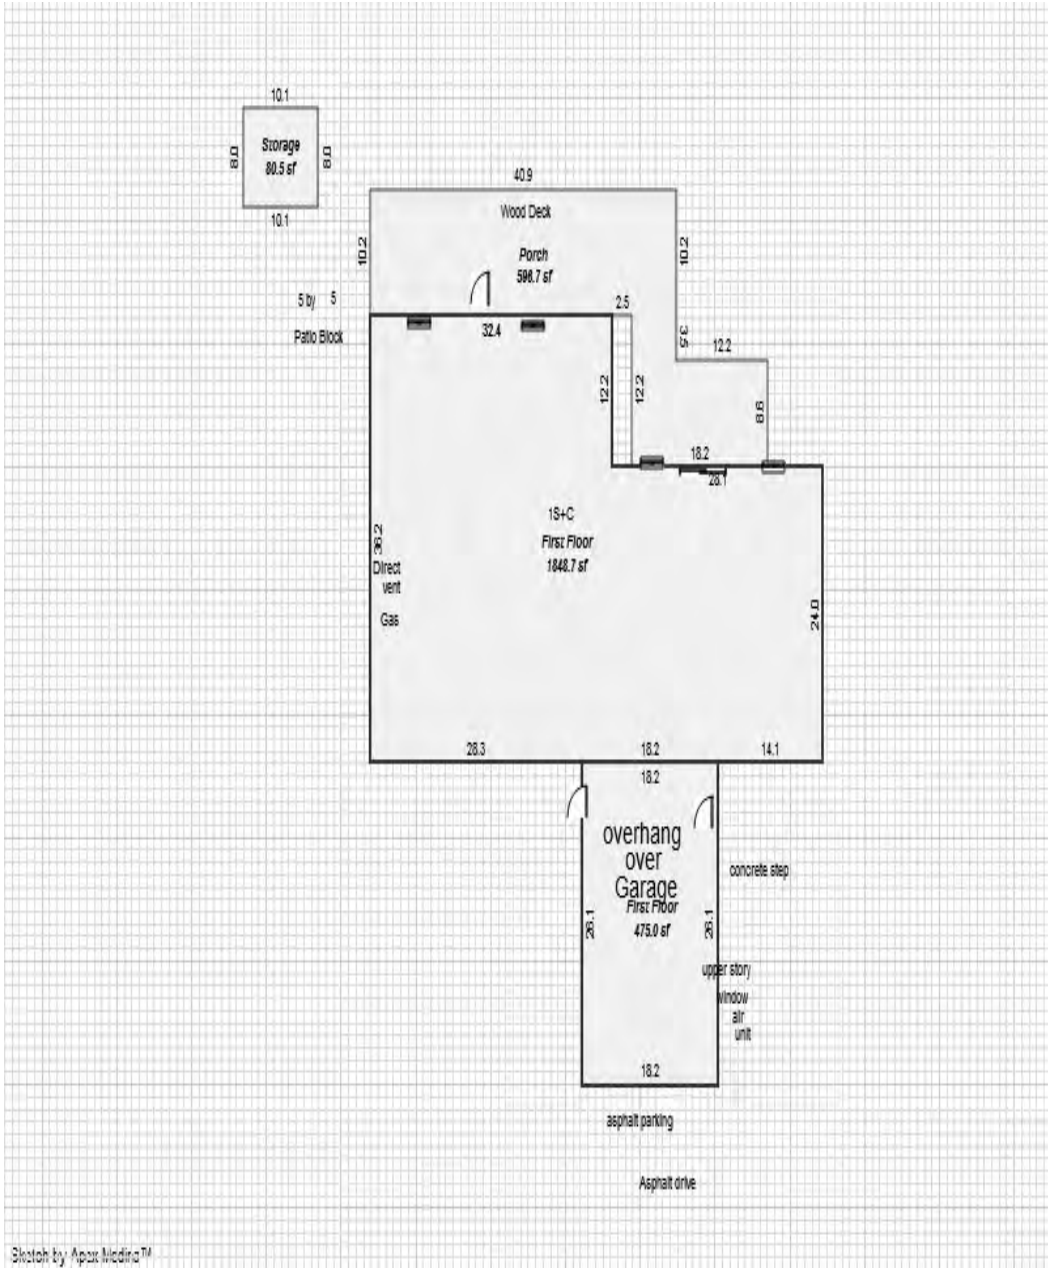 10.1
Storage
80.5 sf
8.0
8.0
10.1
40.9
Wood Deck
10.2
10.2
Porch
596.7 sf
5 by 5
Patio Block
2.5
32.4
3.5
12.2
12.2
12.2
8.6
18.2
28.1
1S+C
First Floor
1848.7 sf
36.2
Direct
vent
Gas
24.0
28.3
18.2
14.1
18.2
overhang
over
Garage
First Floor
475.0 sf
concrete step
26.1
26.1
upper story
window
air
unit
18.2
asphalt parking
Asphalt drive
Sketch by Apex Medina™